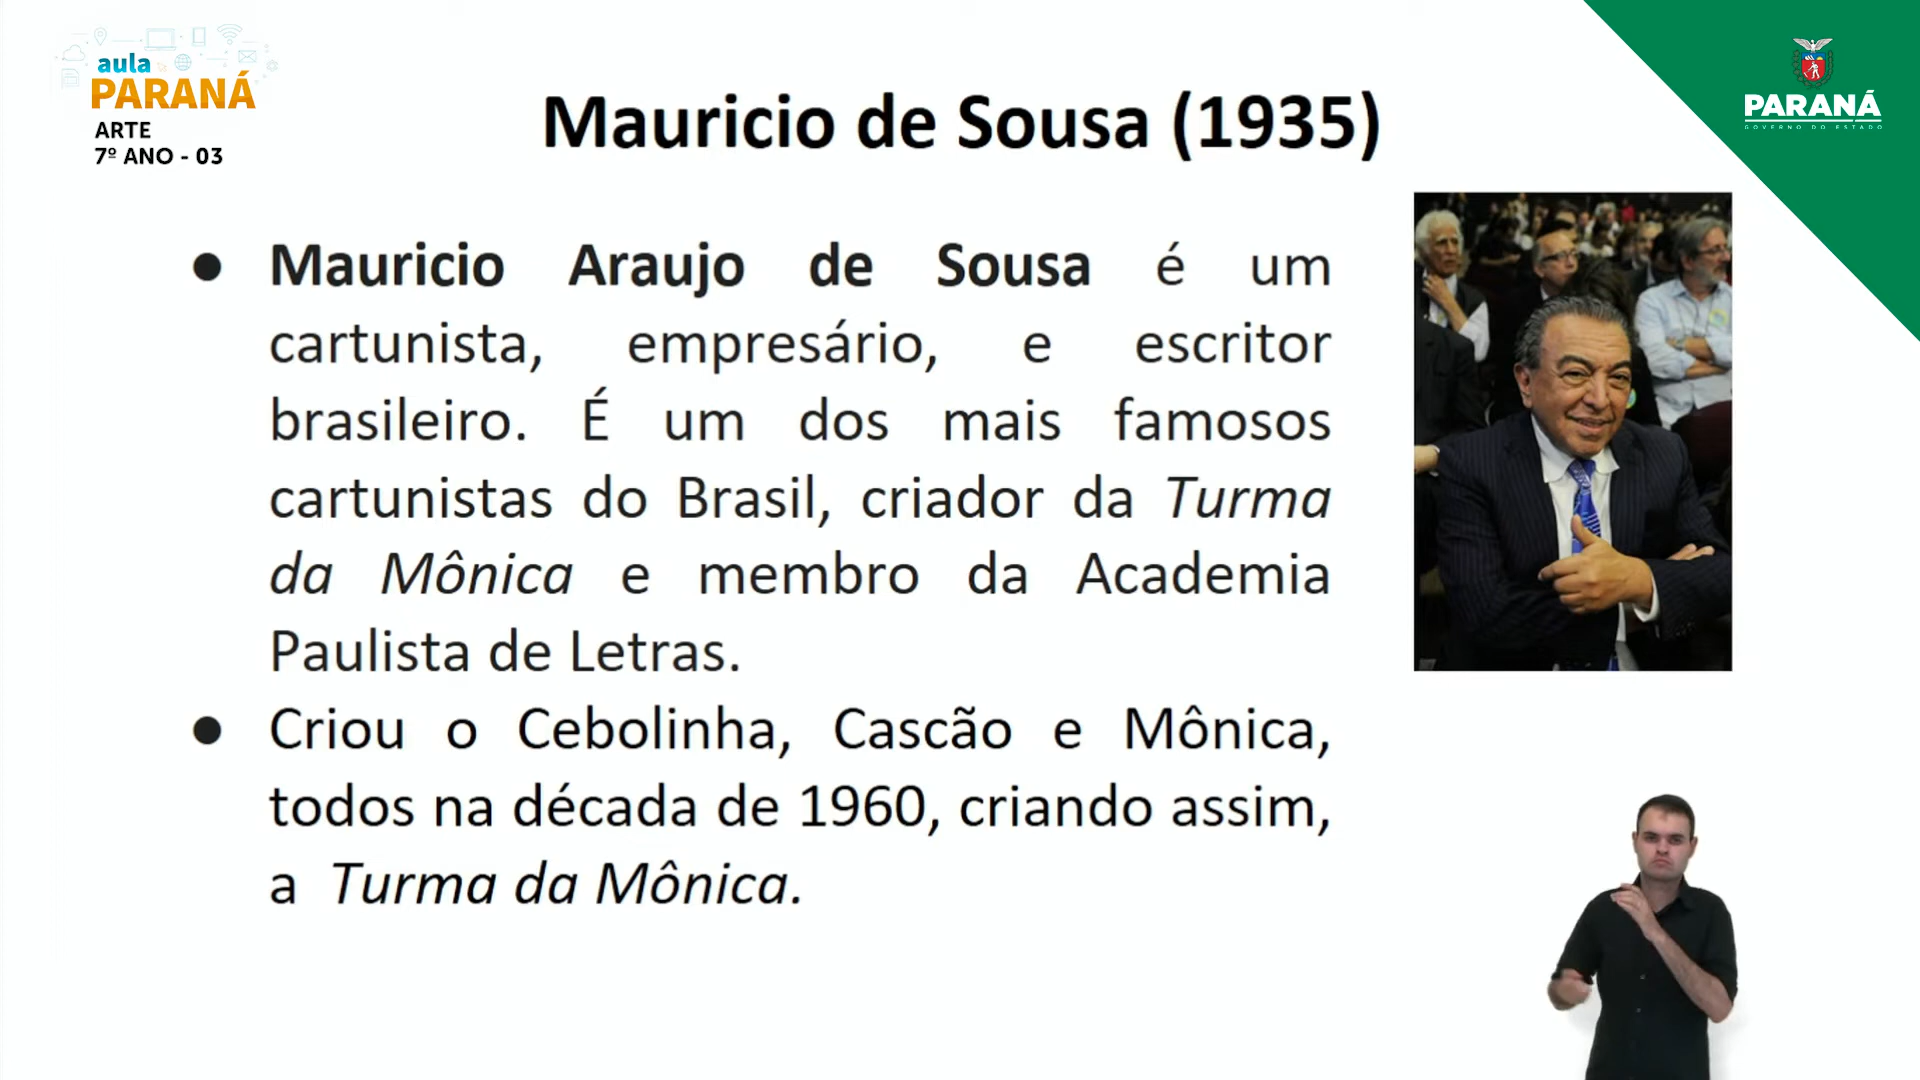 aula
PARANÁ
ARTE
7º ANO - 03
PARANÁ
GOVERNO DO ESTADO
Mauricio de Sousa (1935)
● Mauricio Araujo de Sousa é um
cartunista, empresário, e escritor
brasileiro. É um dos mais famosos
cartunistas do Brasil, criador da Turma
da Mônica e membro da Academia
Paulista de Letras.
● Criou o Cebolinha, Cascão e Mônica,
todos na década de 1960, criando assim,
a Turma da Mônica.